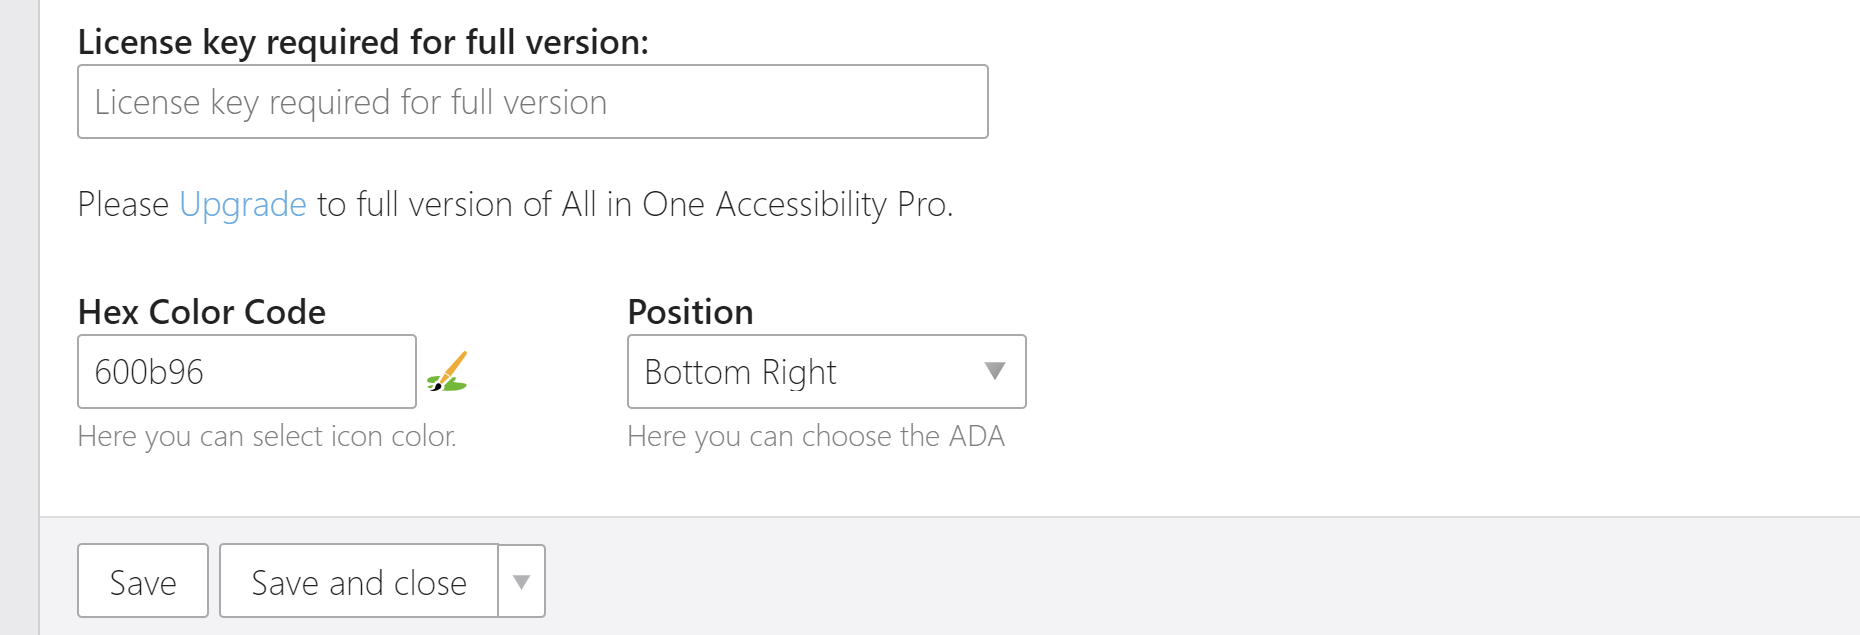 License key required for full version:
License key required for full version
Please Upgrade to full version of All in One Accessibility Pro.
Hex Color Code
600b96
Here you can select icon color.
Position
Bottom Right
Here you can choose the ADA
Save
Save and close